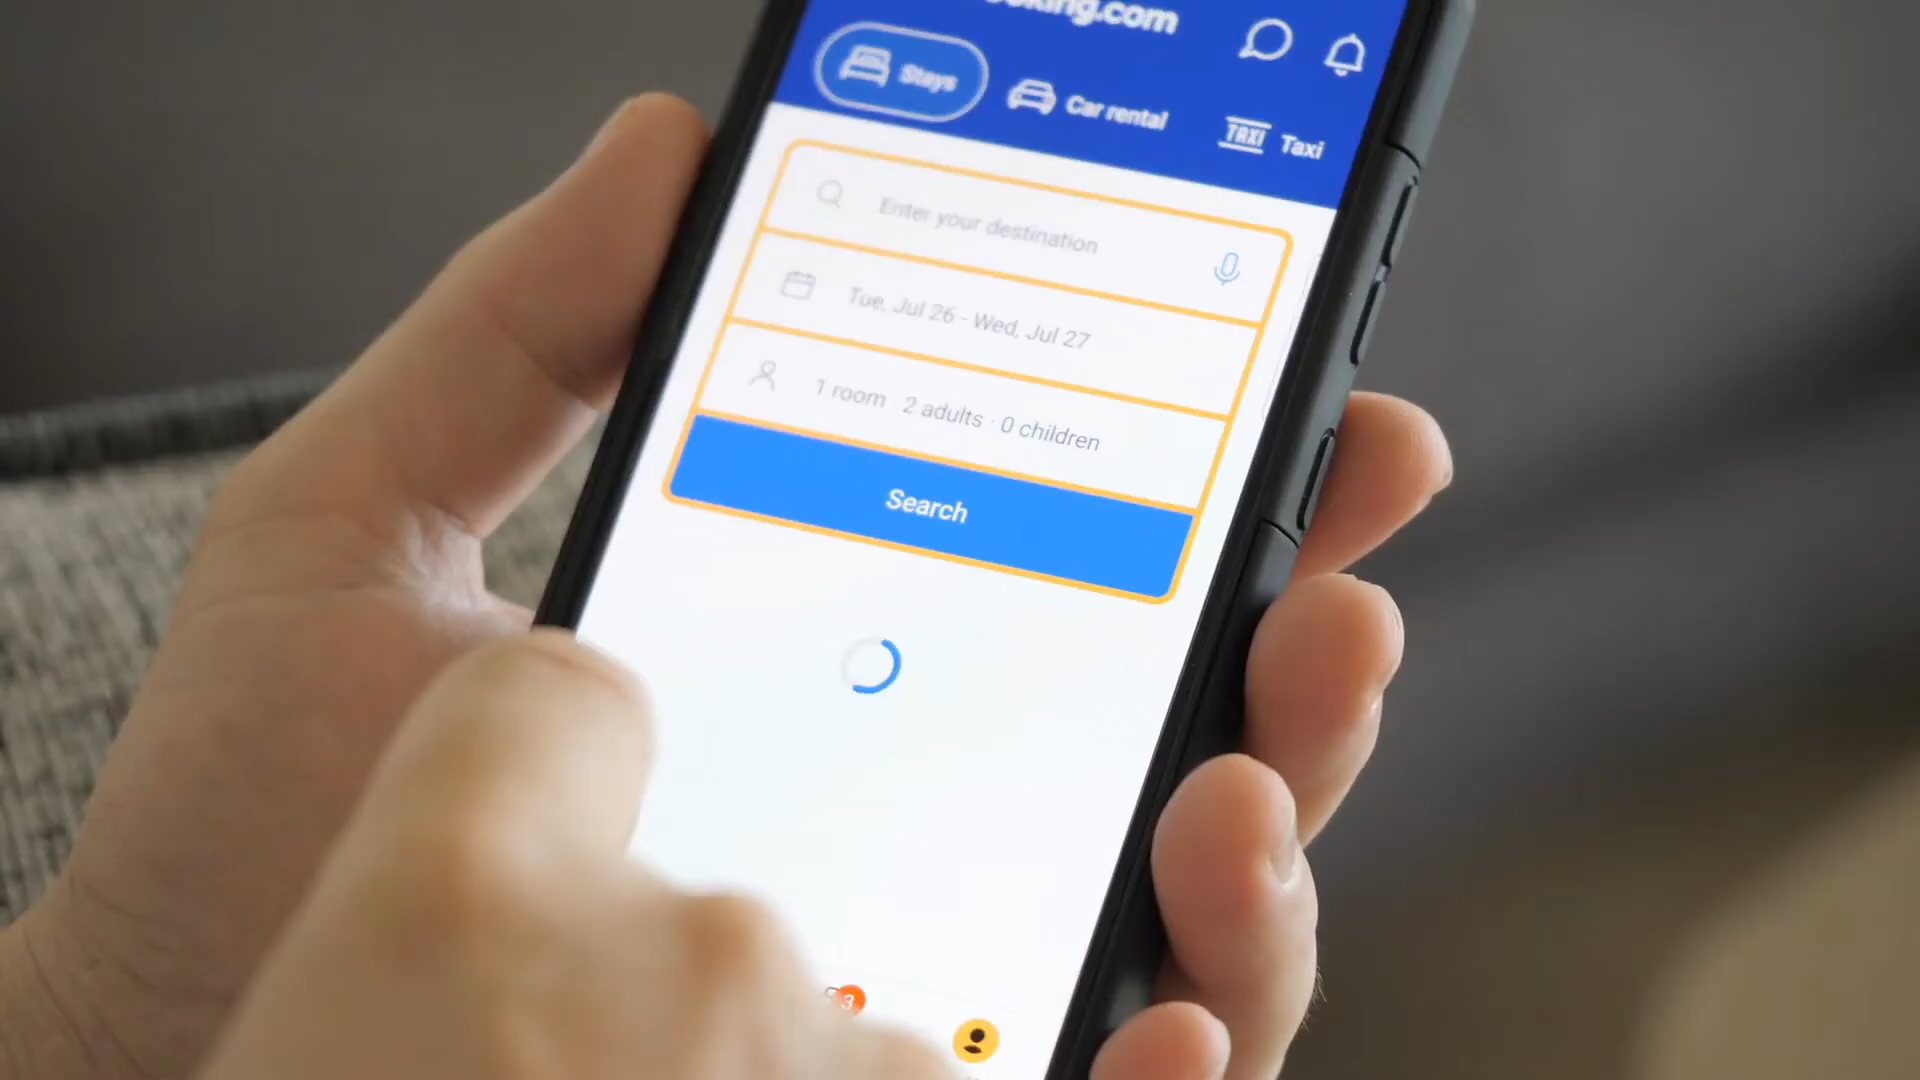 oking.com
Stays
Car rental
TAXI Taxi
Enter your destination
Tue, Jul 26 - Wed, Jul 27
1 room · 2 adults · 0 children
Search
3